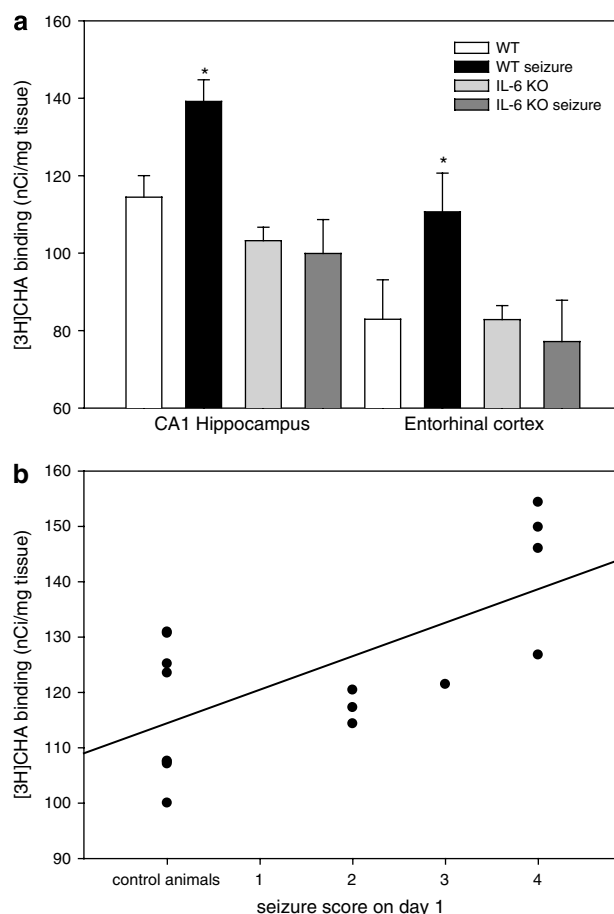 a
160
140
120
100
80
60
[3H]CHA binding (nCi/mg tissue)
*
*
WT
WT seizure
IL-6 KO
IL-6 KO seizure
CA1 Hippocampus
Entorhinal cortex
b
160
150
140
130
120
110
100
90
[3H]CHA binding (nCi/mg tissue)
control animals 1 2 3 4
seizure score on day 1